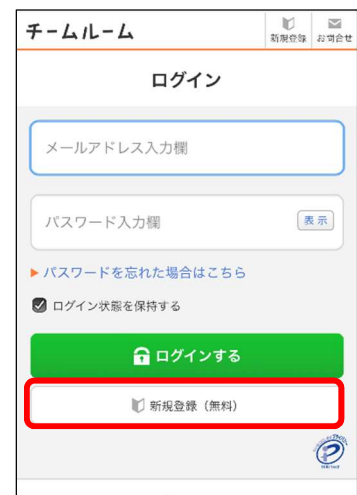 チームルーム
新規登録 お問合せ
ログイン
メールアドレス入力欄
パスワード入力欄 表示
パスワードを忘れた場合はこちら
ログイン状態を保持する
ログインする
新規登録（無料）